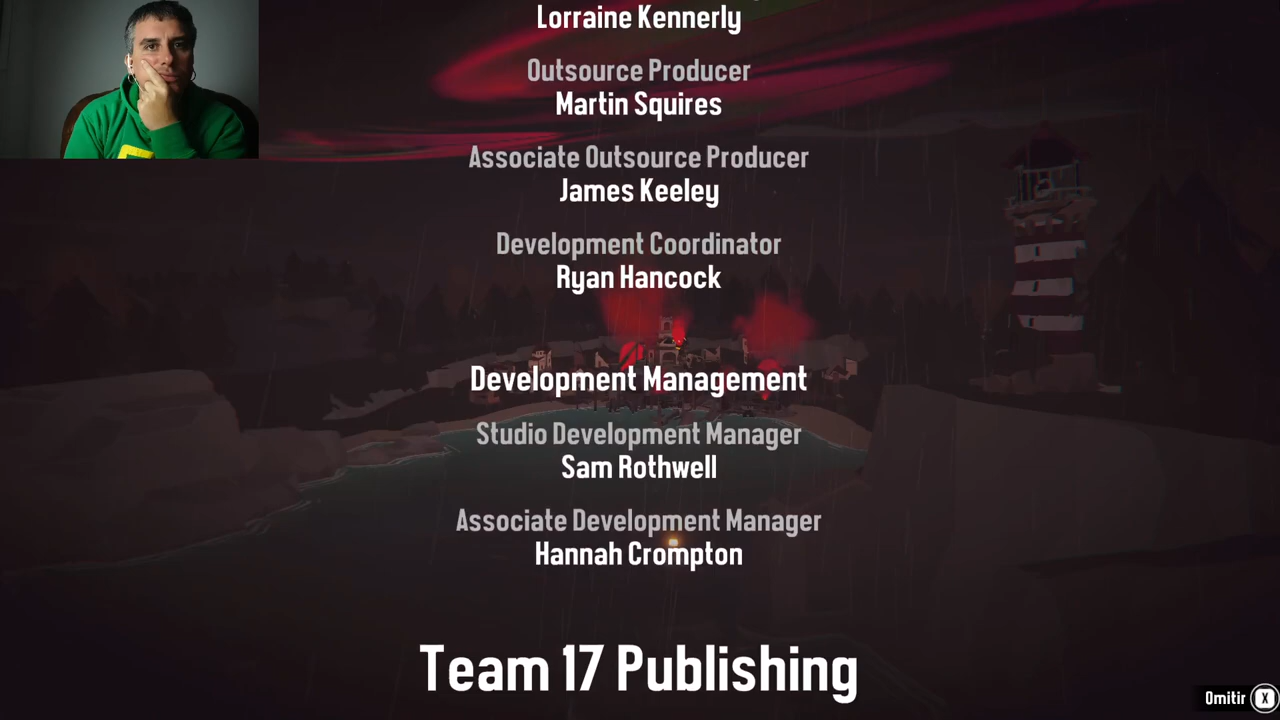 Lorraine Kennerly
Outsource Producer
Martin Squires
Associate Outsource Producer
James Keeley
Development Coordinator
Ryan Hancock
Development Management
Studio Development Manager
Sam Rothwell
Associate Development Manager
Hannah Crompton
Team 17 Publishing
Omitir X